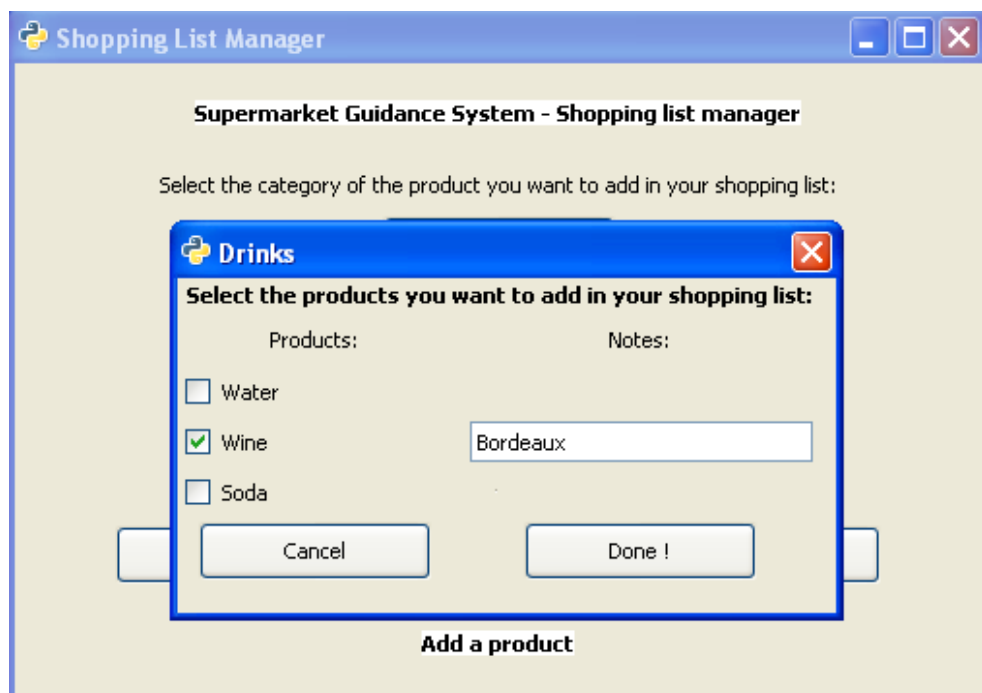 Shopping List Manager
Supermarket Guidance System - Shopping list manager
Select the category of the product you want to add in your shopping list:
Drinks
Select the products you want to add in your shopping list:
Products: Notes:
Water
Wine Bordeaux
Soda
Cancel Done !
Add a product